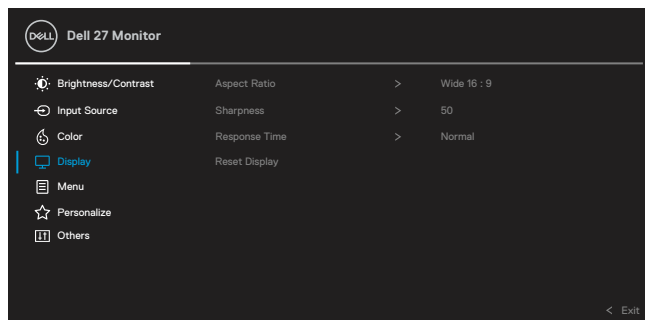 DELL Dell 27 Monitor
Brightness/Contrast Aspect Ratio > Wide 16 : 9
Input Source Sharpness > 50
Color Response Time > Normal
Display Reset Display
Menu
Personalize
Others
< Exit